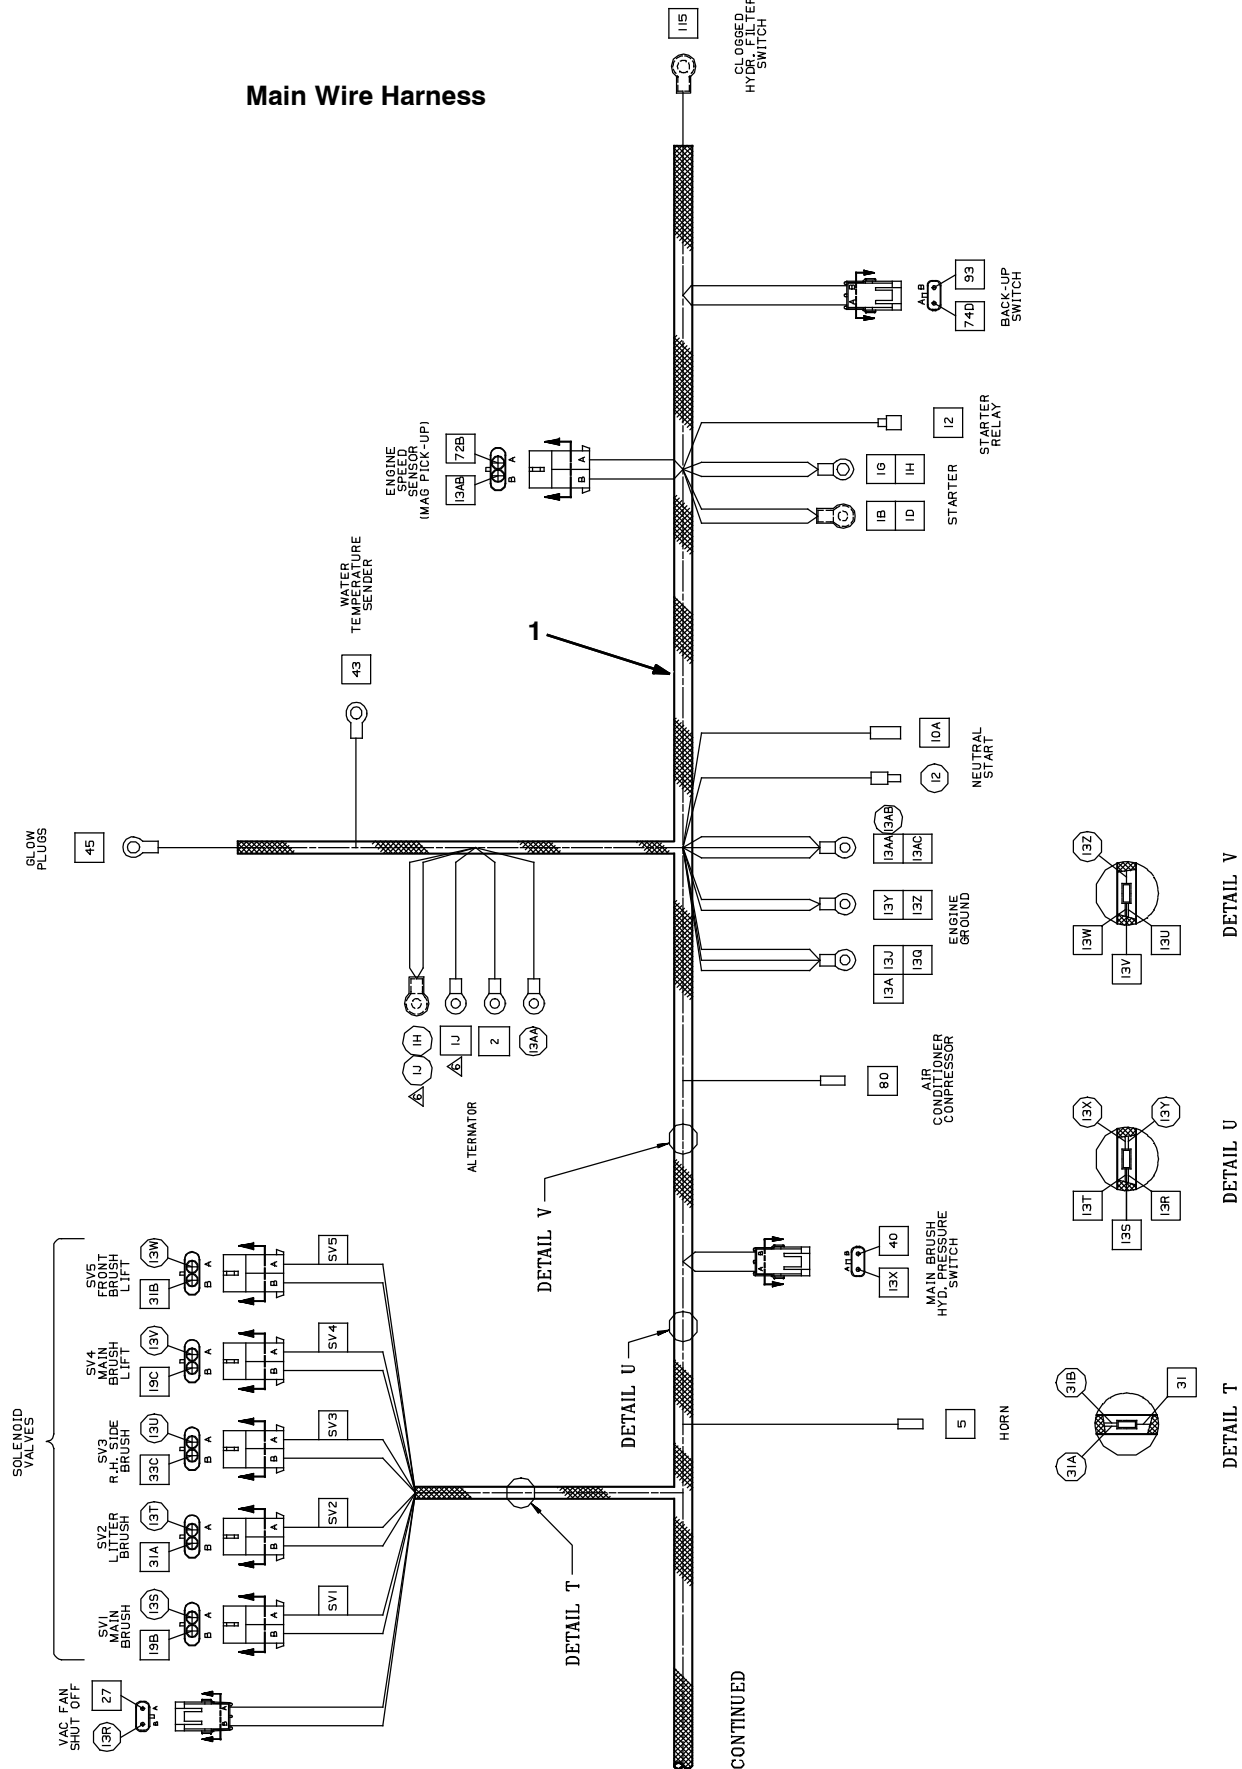 Main Wire Harness
115
CLOGGED
HYDR. FILTER
SWITCH
A B
93
74D
BACK-UP
SWITCH
ENGINE
SPEED
SENSOR
(MAG PICK-UP)
72B
13AB
A
B
A
B
12
STARTER
RELAY
1G 1H
1B 1D
STARTER
WATER
TEMPERATURE
SENDER
43
1
GLOW
PLUGS
45
10A
12
NEUTRAL
START
13AB
13AA 13AC
13Y 13Z
13J 13Q
13A
ENGINE
GROUND
1H
1J
6
1J
6
2
13AA
ALTERNATOR
80
AIR
CONDITIONER
CONPRESSOR
DETAIL V
DETAIL U
A B
40
13X
MAIN BRUSH
HYD. PRESSURE
SWITCH
5
HORN
SOLENOID
VALVES
SV5
FRONT
BRUSH
LIFT
13W
31B
A
B
A
B
SV5
SV4
MAIN
BRUSH
LIFT
13V
19C
A
B
A
B
SV4
SV3
R.H. SIDE
BRUSH
13U
33C
A
B
A
B
SV3
SV2
LITTER
BRUSH
13T
31A
A
B
A
B
SV2
SV1
MAIN
BRUSH
13S
19B
A
B
A
B
SV1
VAC FAN
SHUT OFF
27
13R
A
B
A
B
DETAIL T
CONTINUED
13Z
13W
13V
13U
DETAIL V
13X
13Y
13T
13S
13R
DETAIL U
31B
31A
31
DETAIL T